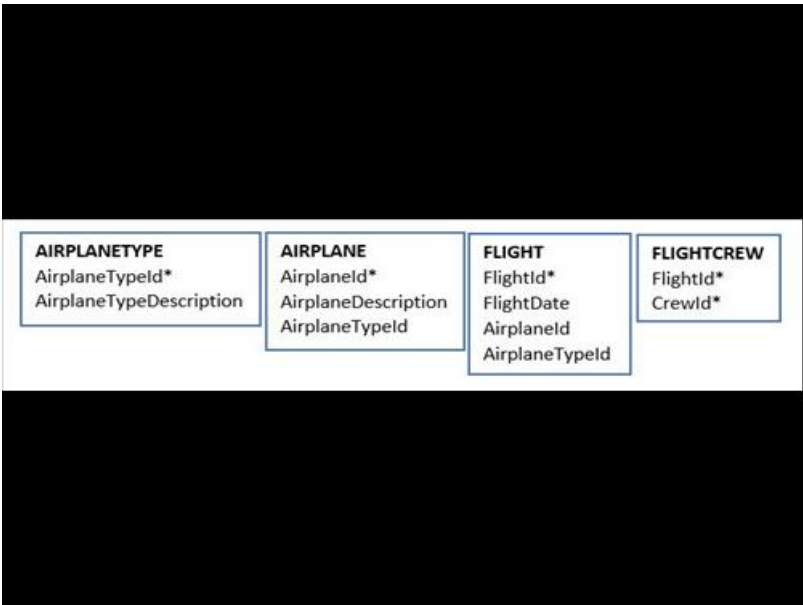 AIRPLANETYPE
AirplaneTypeId*
AirplaneTypeDescription
AIRPLANE
AirplaneId*
AirplaneDescription
AirplaneTypeId
FLIGHT
FlightId*
FlightDate
AirplaneId
AirplaneTypeId
FLIGHTCREW
FlightId*
CrewId*